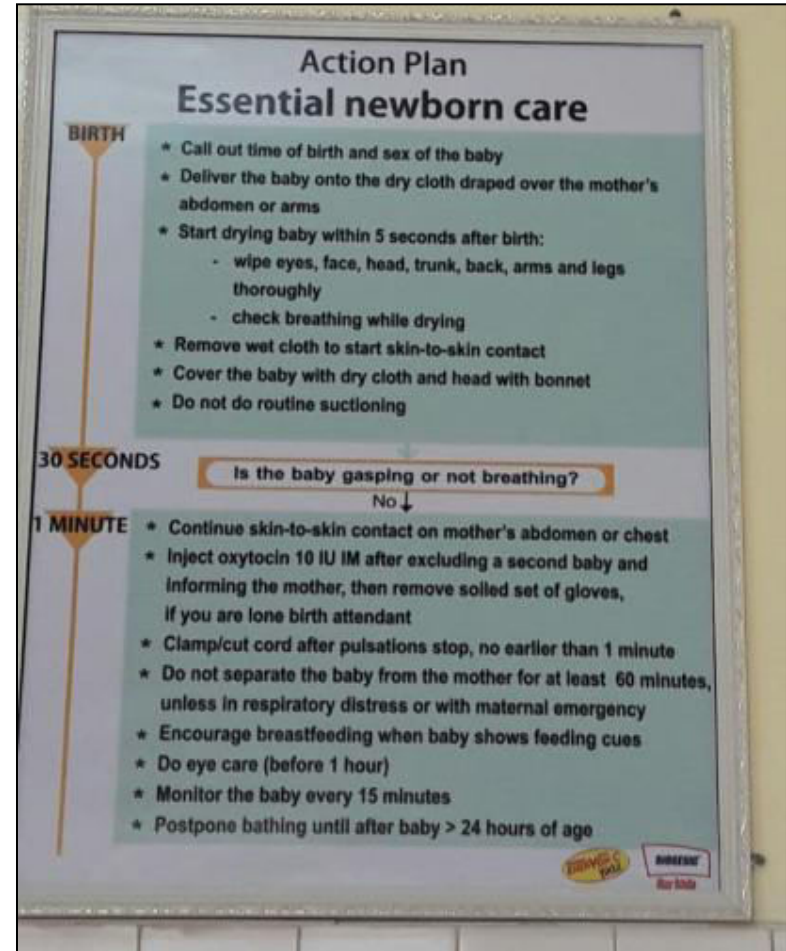 Action Plan
Essential newborn care
BIRTH
* Call out time of birth and sex of the baby
* Deliver the baby onto the dry cloth draped over the mother's
abdomen or arms
* Start drying baby within 5 seconds after birth:
- wipe eyes, face, head, trunk, back, arms and legs
thoroughly
- check breathing while drying
* Remove wet cloth to start skin-to-skin contact
* Cover the baby with dry cloth and head with bonnet
* Do not do routine suctioning
30 SECONDS
Is the baby gasping or not breathing?
No ↓
1 MINUTE
* Continue skin-to-skin contact on mother's abdomen or chest
* Inject oxytocin 10 IU IM after excluding a second baby and
informing the mother, then remove soiled set of gloves,
if you are lone birth attendant
* Clamp/cut cord after pulsations stop, no earlier than 1 minute
* Do not separate the baby from the mother for at least 60 minutes,
unless in respiratory distress or with maternal emergency
* Encourage breastfeeding when baby shows feeding cues
* Do eye care (before 1 hour)
* Monitor the baby every 15 minutes
* Postpone bathing until after baby > 24 hours of age